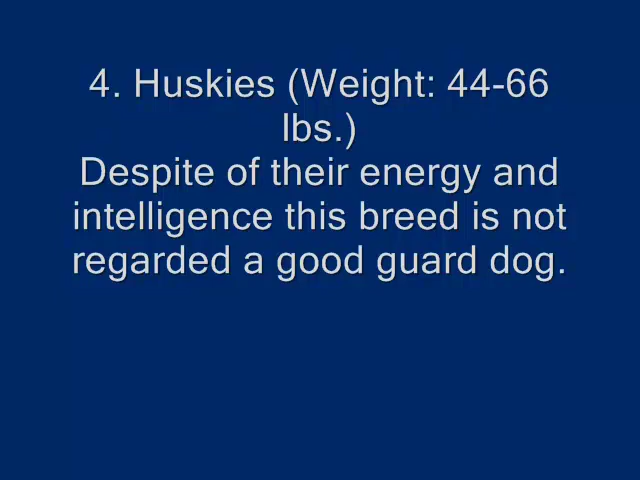 4. Huskies (Weight: 44-66
lbs.)
Despite of their energy and
intelligence this breed is not
regarded a good guard dog.